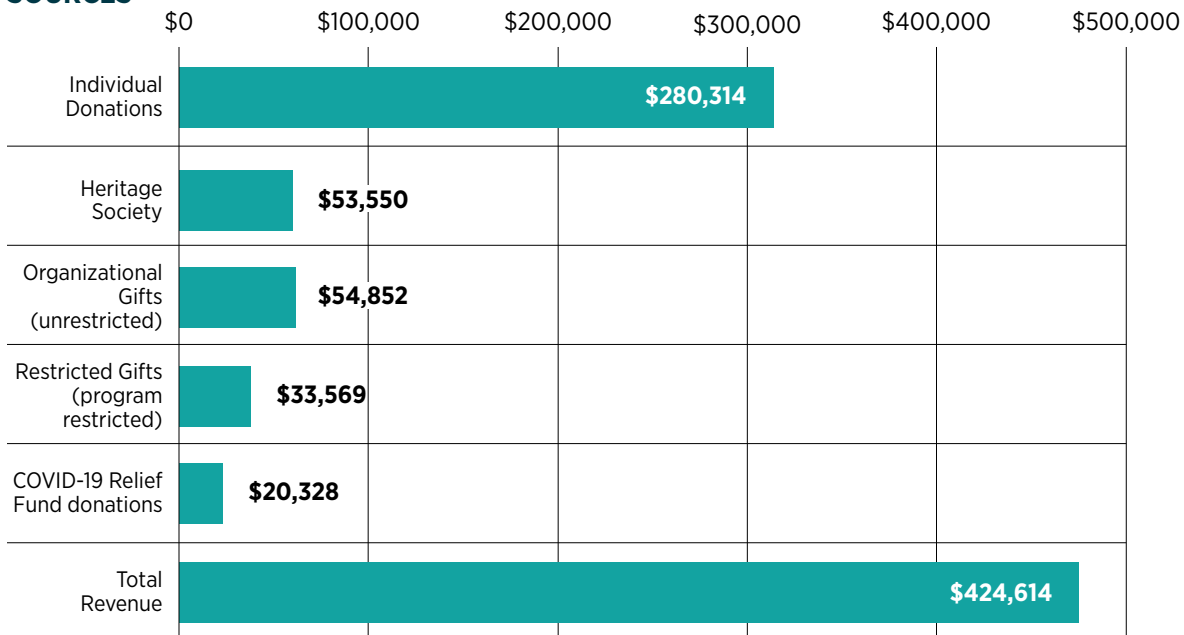 SOURCES
$0 $100,000 $200,000 $300,000 $400,000 $500,000
Individual
Donations
$280,314
Heritage
Society
$53,550
Organizational
Gifts
(unrestricted)
$54,852
Restricted Gifts
(program
restricted)
$33,569
COVID-19 Relief
Fund donations
$20,328
Total
Revenue
$424,614